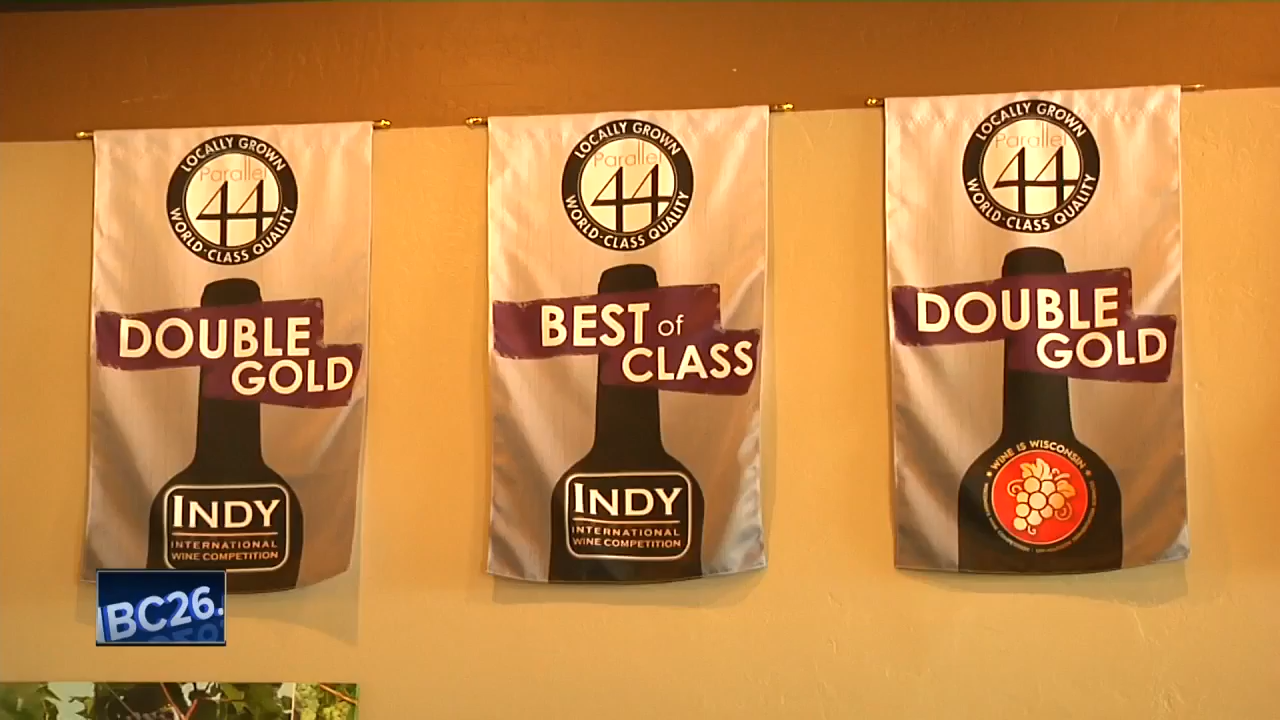 LOCALLY GROWN
Parallel
44
WORLD-CLASS QUALITY
DOUBLE
GOLD
INDY
INTERNATIONAL
WINE COMPETITION
LOCALLY GROWN
Parallel
44
WORLD-CLASS QUALITY
BEST of
CLASS
INDY
INTERNATIONAL
WINE COMPETITION
LOCALLY GROWN
Parallel
44
WORLD-CLASS QUALITY
DOUBLE
GOLD
WINE IS WISCONSIN
BC26.